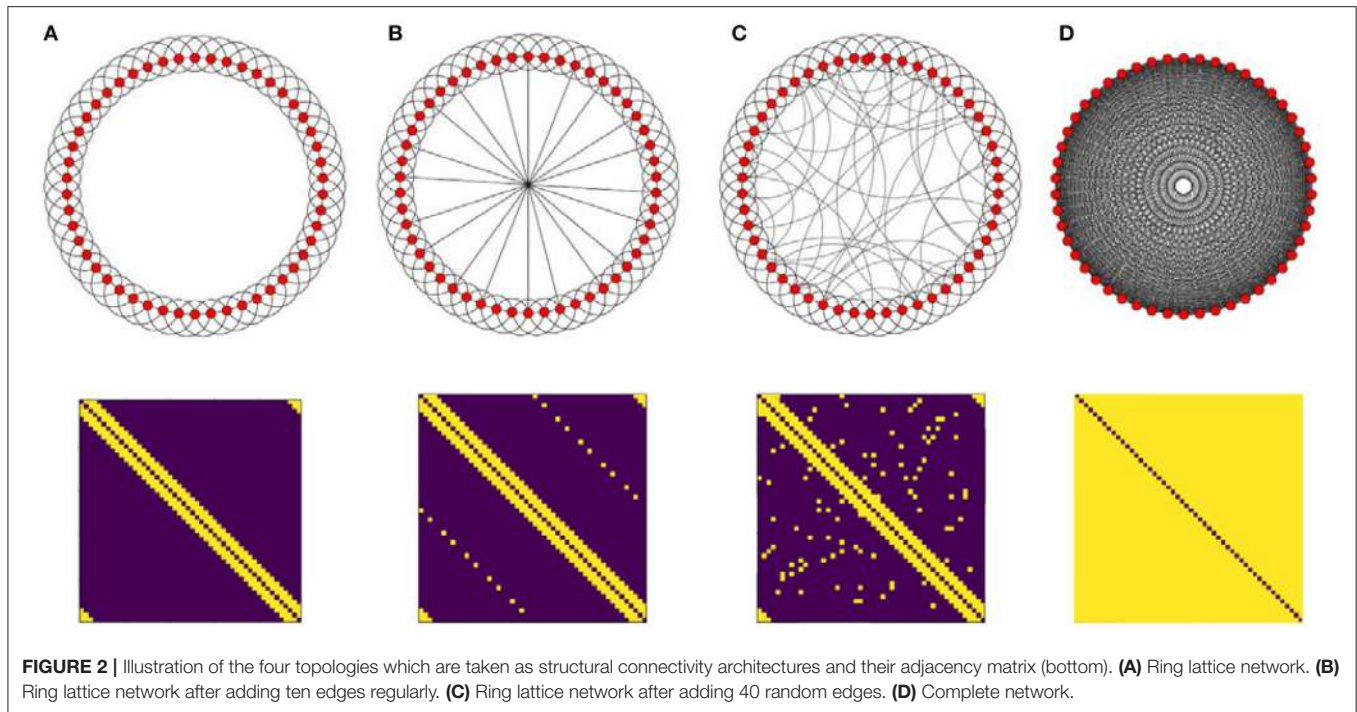 A
B
C
D
FIGURE 2 | Illustration of the four topologies which are taken as structural connectivity architectures and their adjacency matrix (bottom). (A) Ring lattice network. (B)
Ring lattice network after adding ten edges regularly. (C) Ring lattice network after adding 40 random edges. (D) Complete network.